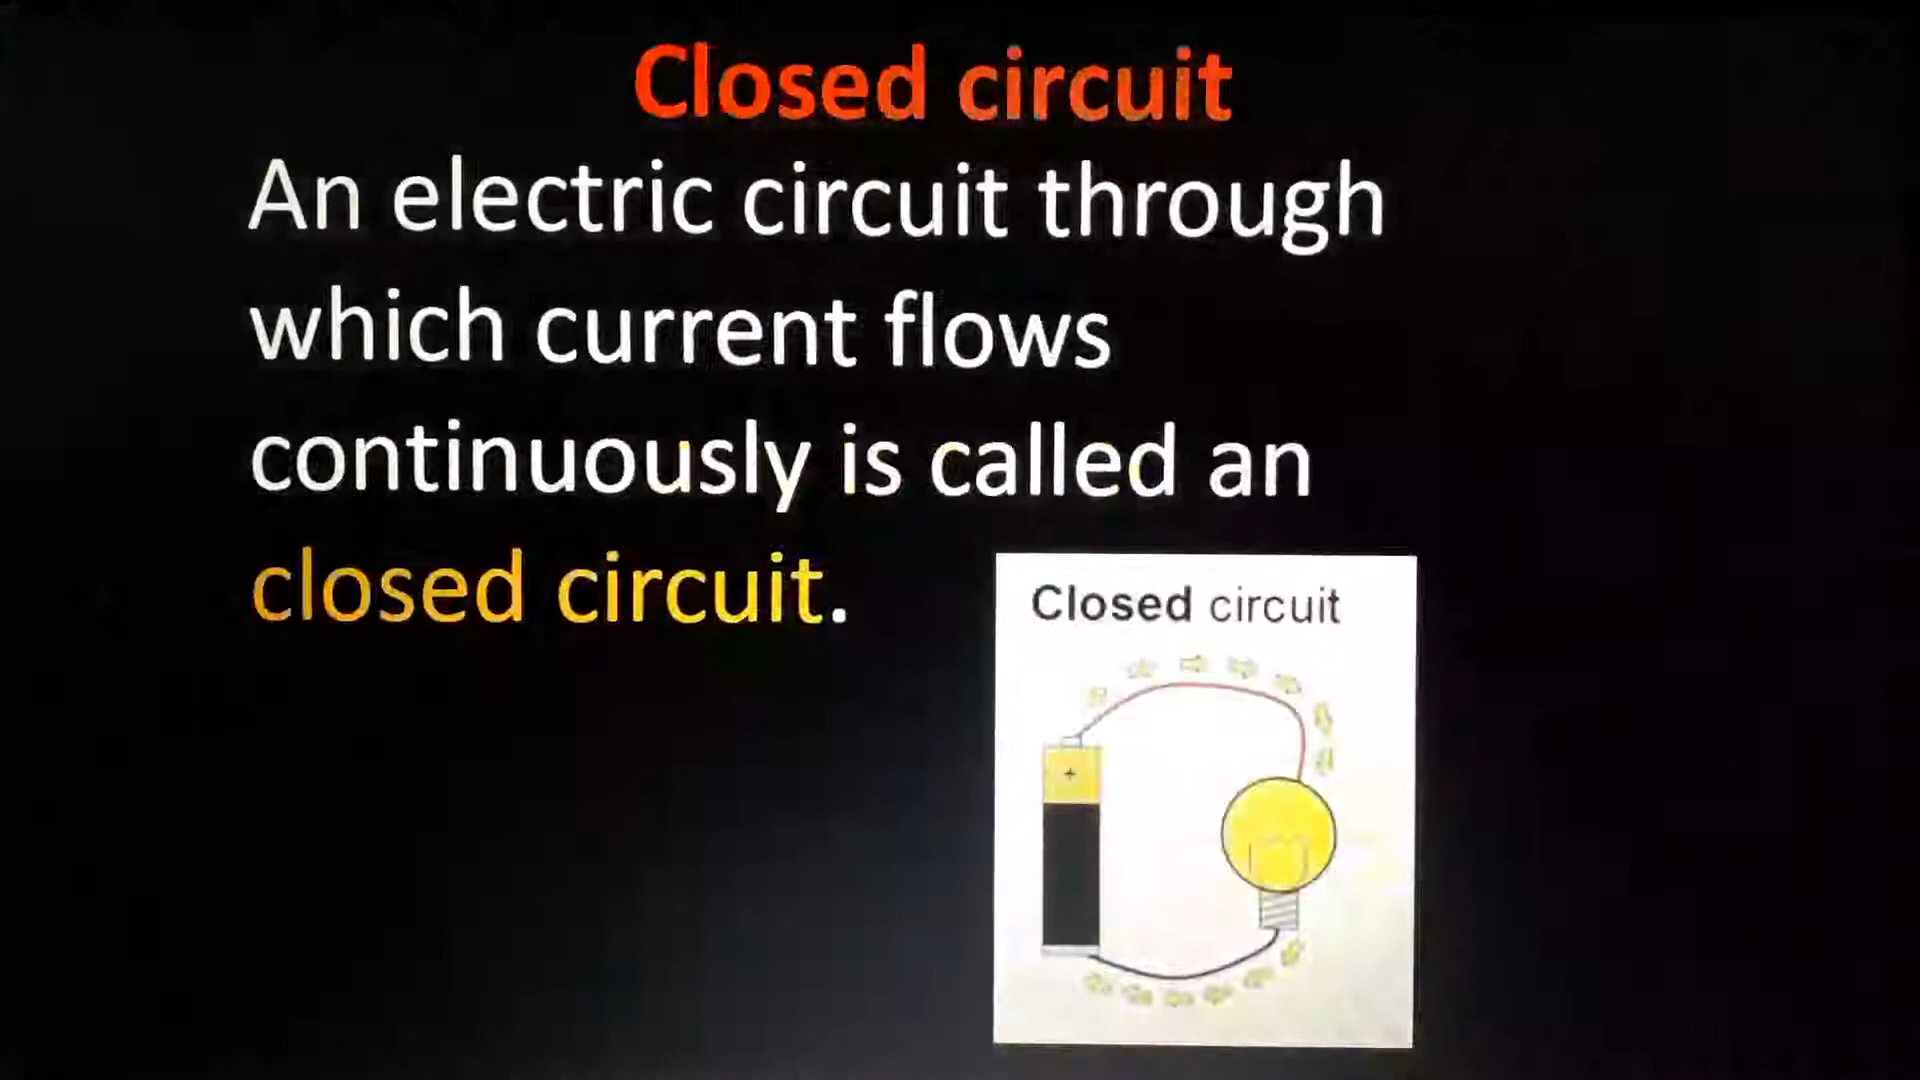 Closed circuit
An electric circuit through
which current flows
continuously is called an
closed circuit.
Closed circuit
+